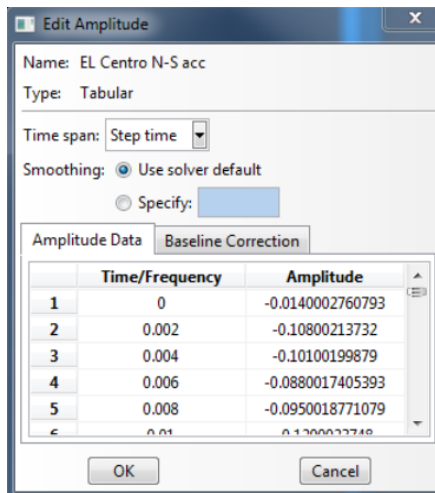 Edit Amplitude
Name: EL Centro N-S acc
Type: Tabular
Time span: Step time
Smoothing: Use solver default
Specify:
Amplitude Data Baseline Correction
Time/Frequency Amplitude
1 0 -0.0140002760793
2 0.002 -0.10800213732
3 0.004 -0.10100199879
4 0.006 -0.0880017405393
5 0.008 -0.0950018771079
OK Cancel